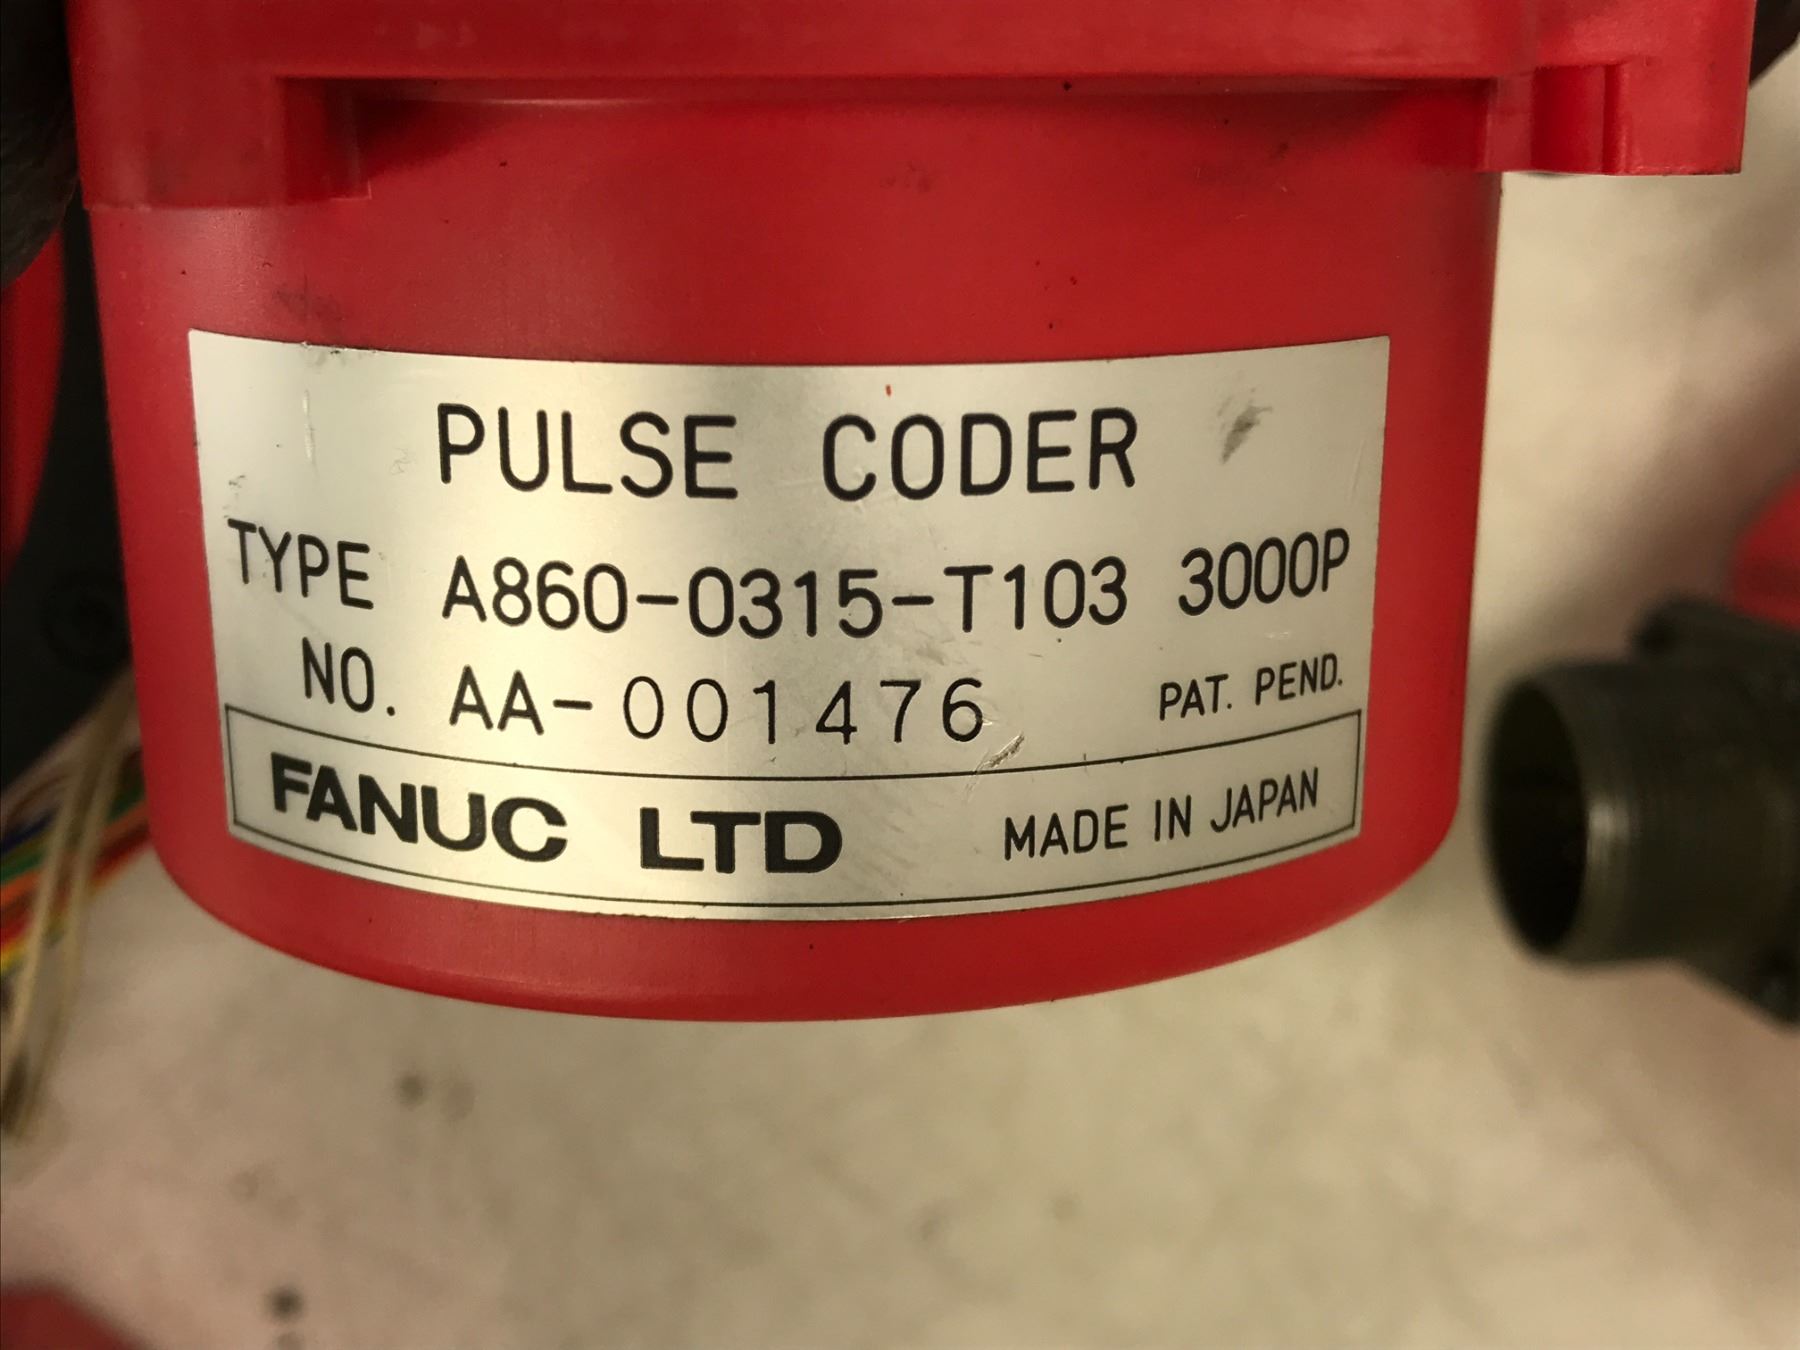 PULSE CODER
TYPE A860-0315-T103 3000P
NO. AA-001476 PAT. PEND.
FANUC LTD MADE IN JAPAN